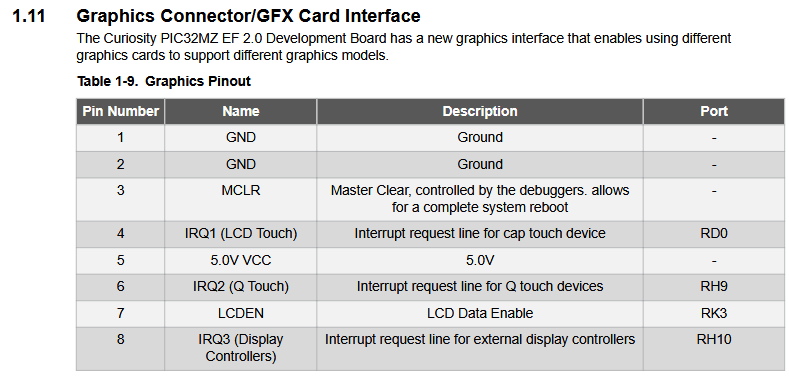 1.11 Graphics Connector/GFX Card Interface
The Curiosity PIC32MZ EF 2.0 Development Board has a new graphics interface that enables using different
graphics cards to support different graphics models.
Table 1-9. Graphics Pinout
Pin Number Name Description Port
1 GND Ground -
2 GND Ground -
3 MCLR Master Clear, controlled by the debuggers. allows -
for a complete system reboot
4 IRQ1 (LCD Touch) Interrupt request line for cap touch device RD0
5 5.0V VCC 5.0V -
6 IRQ2 (Q Touch) Interrupt request line for Q touch devices RH9
7 LCDEN LCD Data Enable RK3
8 IRQ3 (Display Interrupt request line for external display controllers RH10
Controllers)